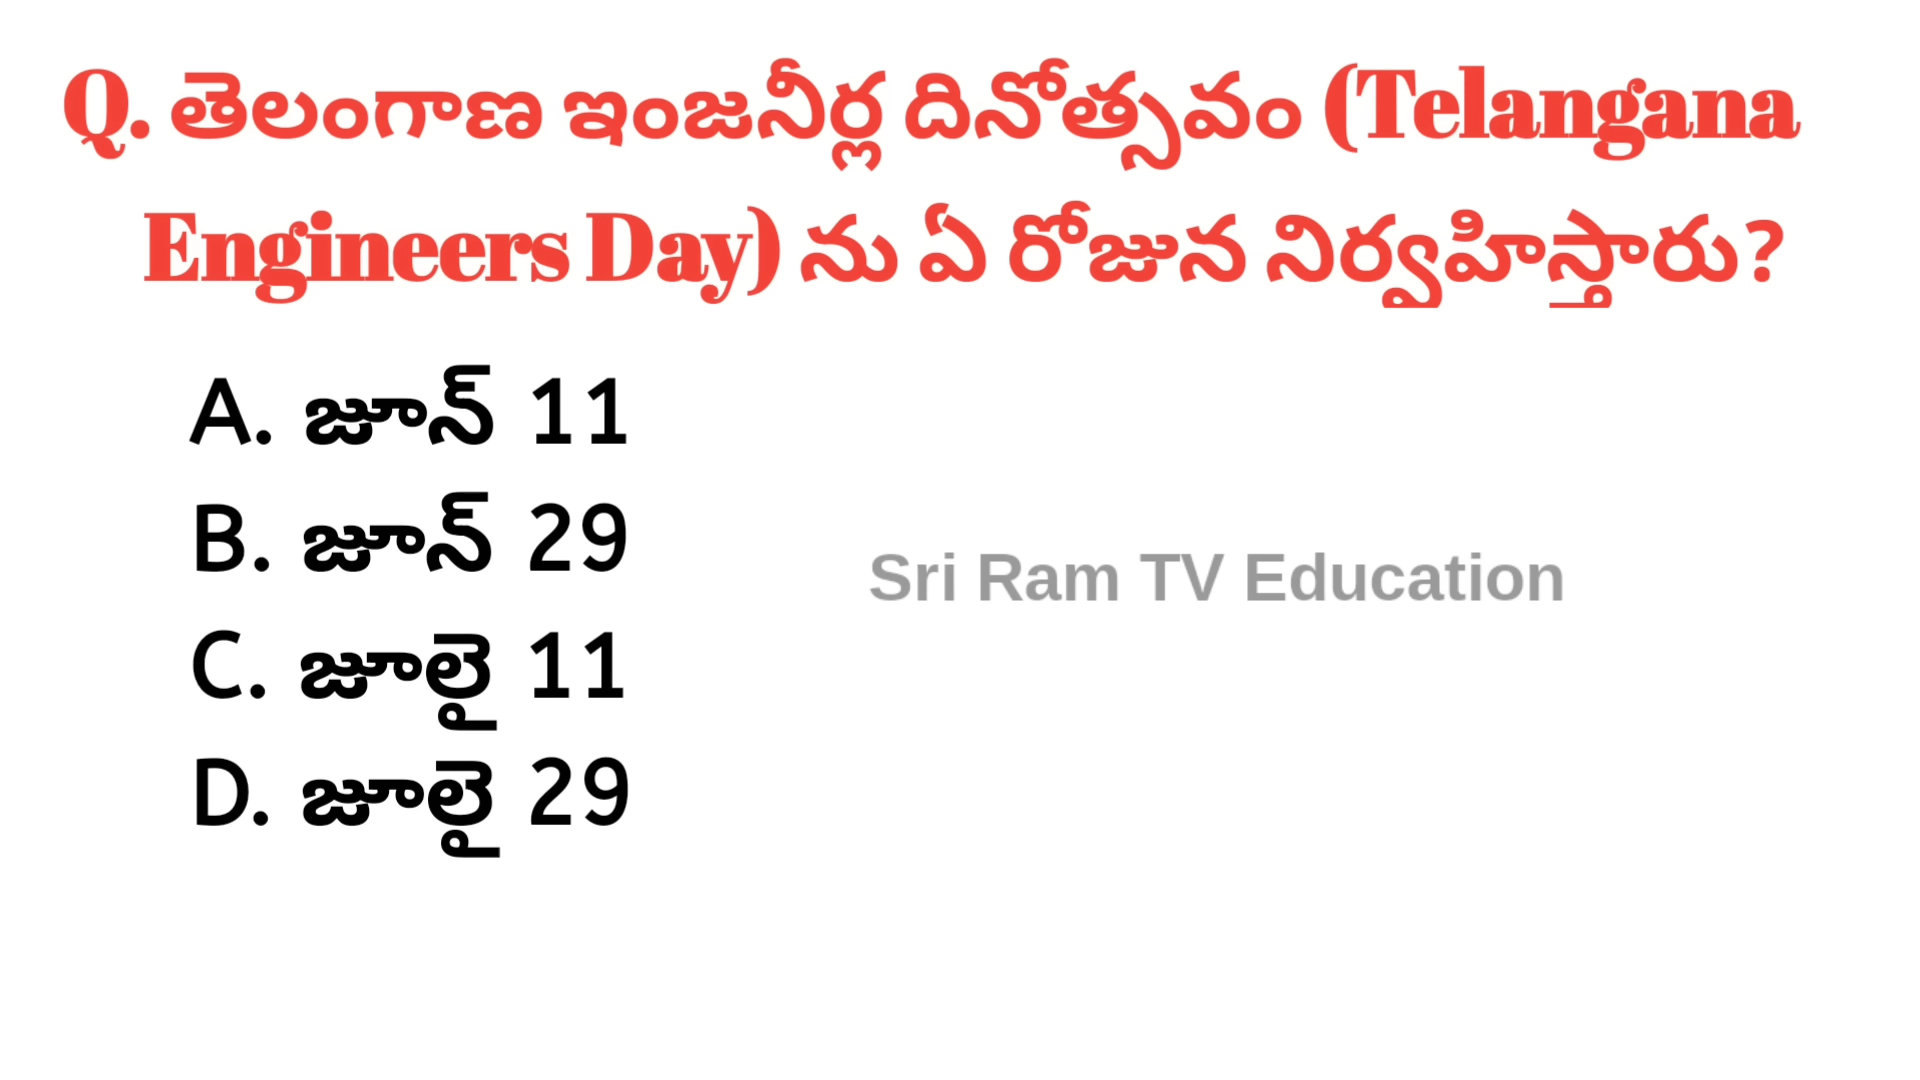 Q. తెలంగాణ ఇంజనీర్ల దినోత్సవం (Telangana
Engineers Day) ను ఏ రోజున నిర్వహిస్తారు?
A. జూన్ 11
B. జూన్ 29
Sri Ram TV Education
C. జూలై 11
D. జూలై 29